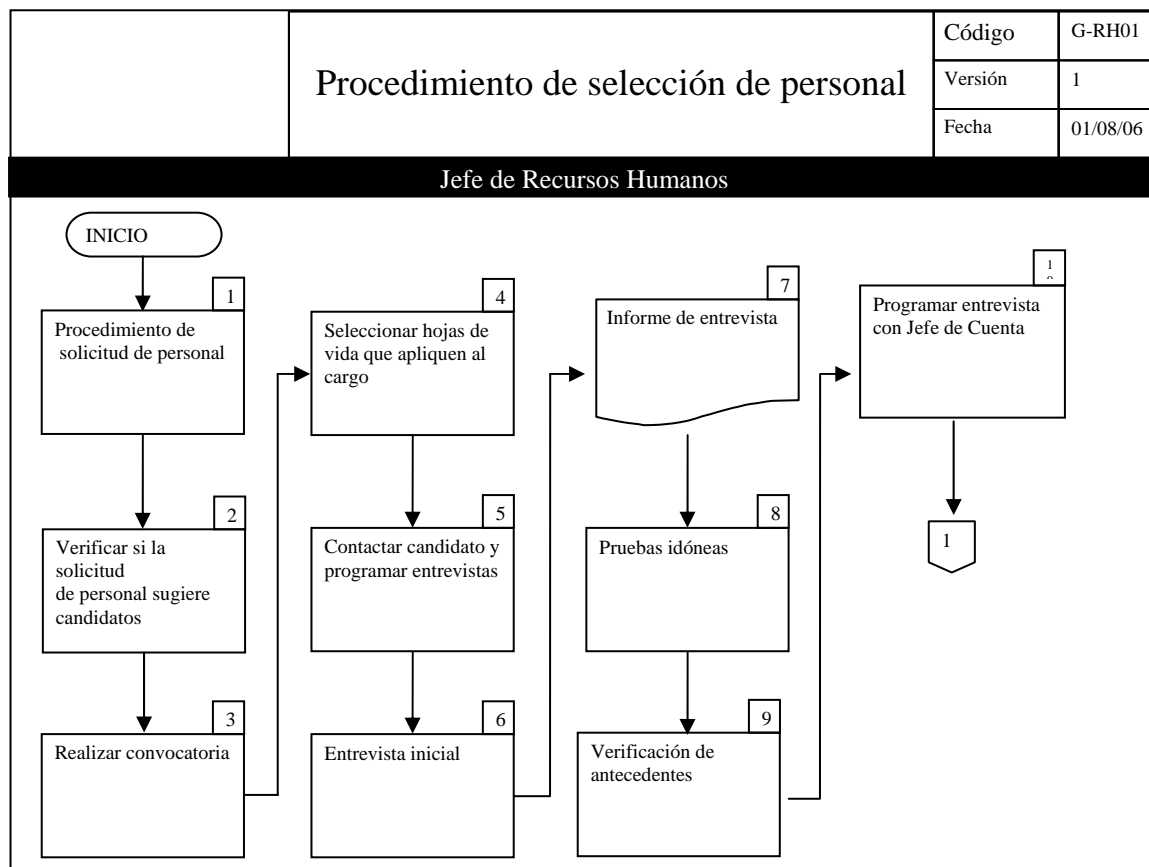 Procedimiento de selección de personal
Código G-RH01
Versión 1
Fecha 01/08/06
Jefe de Recursos Humanos
INICIO
1
Procedimiento de
solicitud de personal
2
Verificar si la
solicitud
de personal sugiere
candidatos
3
Realizar convocatoria
4
Seleccionar hojas de
vida que apliquen al
cargo
5
Contactar candidato y
programar entrevistas
6
Entrevista inicial
7
Informe de entrevista
8
Pruebas idóneas
9
Verificación de
antecedentes
1
Programar entrevista
con Jefe de Cuenta
1